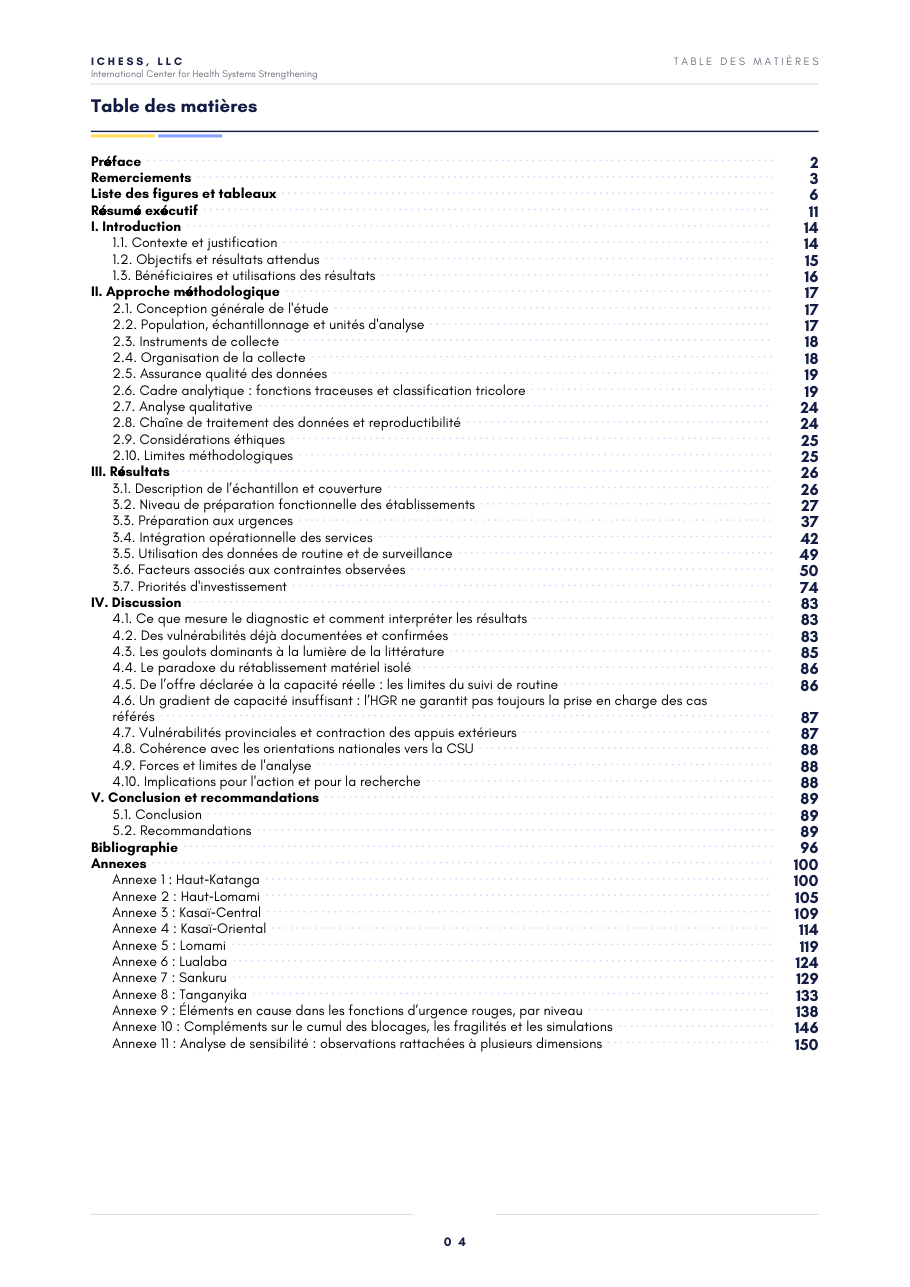 ICHESS, LLC
TABLE DES MATIÈRES
International Center for Health Systems Strengthening
Table des matières
Préface 2
Remerciements 3
Liste des figures et tableaux 6
Résumé exécutif 11
I. Introduction 14
1.1. Contexte et justification 14
1.2. Objectifs et résultats attendus 15
1.3. Bénéficiaires et utilisations des résultats 16
II. Approche méthodologique 17
2.1. Conception générale de l'étude 17
2.2. Population, échantillonnage et unités d'analyse 17
2.3. Instruments de collecte 18
2.4. Organisation de la collecte 18
2.5. Assurance qualité des données 19
2.6. Cadre analytique : fonctions traceuses et classification tricolore 19
2.7. Analyse qualitative 24
2.8. Chaîne de traitement des données et reproductibilité 24
2.9. Considérations éthiques 25
2.10. Limites méthodologiques 25
III. Résultats 26
3.1. Description de l’échantillon et couverture 26
3.2. Niveau de préparation fonctionnelle des établissements 27
3.3. Préparation aux urgences 37
3.4. Intégration opérationnelle des services 42
3.5. Utilisation des données de routine et de surveillance 49
3.6. Facteurs associés aux contraintes observées 50
3.7. Priorités d'investissement 74
IV. Discussion 83
4.1. Ce que mesure le diagnostic et comment interpréter les résultats 83
4.2. Des vulnérabilités déjà documentées et confirmées 83
4.3. Les goulots dominants à la lumière de la littérature 85
4.4. Le paradoxe du rétablissement matériel isolé 86
4.5. De l’offre déclarée à la capacité réelle : les limites du suivi de routine 86
4.6. Un gradient de capacité insuffisant : l’HGR ne garantit pas toujours la prise en charge des cas
référés 87
4.7. Vulnérabilités provinciales et contraction des appuis extérieurs 87
4.8. Cohérence avec les orientations nationales vers la CSU 88
4.9. Forces et limites de l'analyse 88
4.10. Implications pour l'action et pour la recherche 88
V. Conclusion et recommandations 89
5.1. Conclusion 89
5.2. Recommandations 89
Bibliographie 96
Annexes 100
Annexe 1 : Haut-Katanga 100
Annexe 2 : Haut-Lomami 105
Annexe 3 : Kasaï-Central 109
Annexe 4 : Kasaï-Oriental 114
Annexe 5 : Lomami 119
Annexe 6 : Lualaba 124
Annexe 7 : Sankuru 129
Annexe 8 : Tanganyika 133
Annexe 9 : Éléments en cause dans les fonctions d’urgence rouges, par niveau 138
Annexe 10 : Compléments sur le cumul des blocages, les fragilités et les simulations 146
Annexe 11 : Analyse de sensibilité : observations rattachées à plusieurs dimensions 150
04